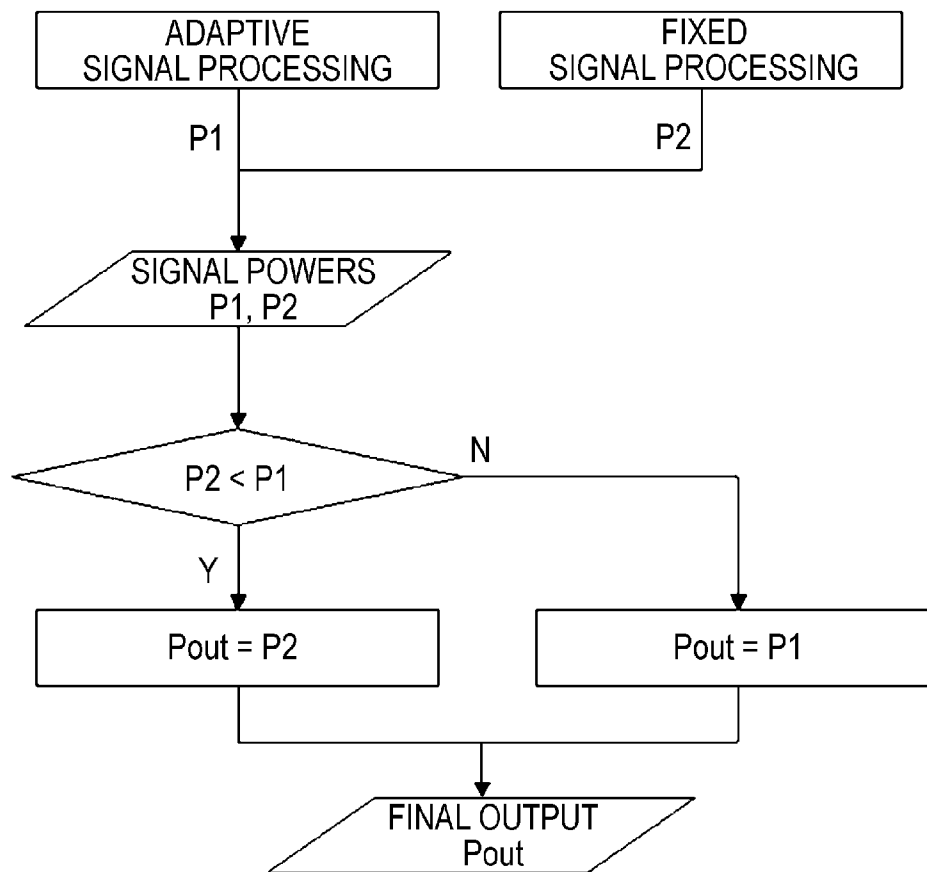 ADAPTIVE
SIGNAL PROCESSING
FIXED
SIGNAL PROCESSING
P1
P2
SIGNAL POWERS
P1, P2
P2 < P1
N
Y
Pout = P2
Pout = P1
FINAL OUTPUT
Pout